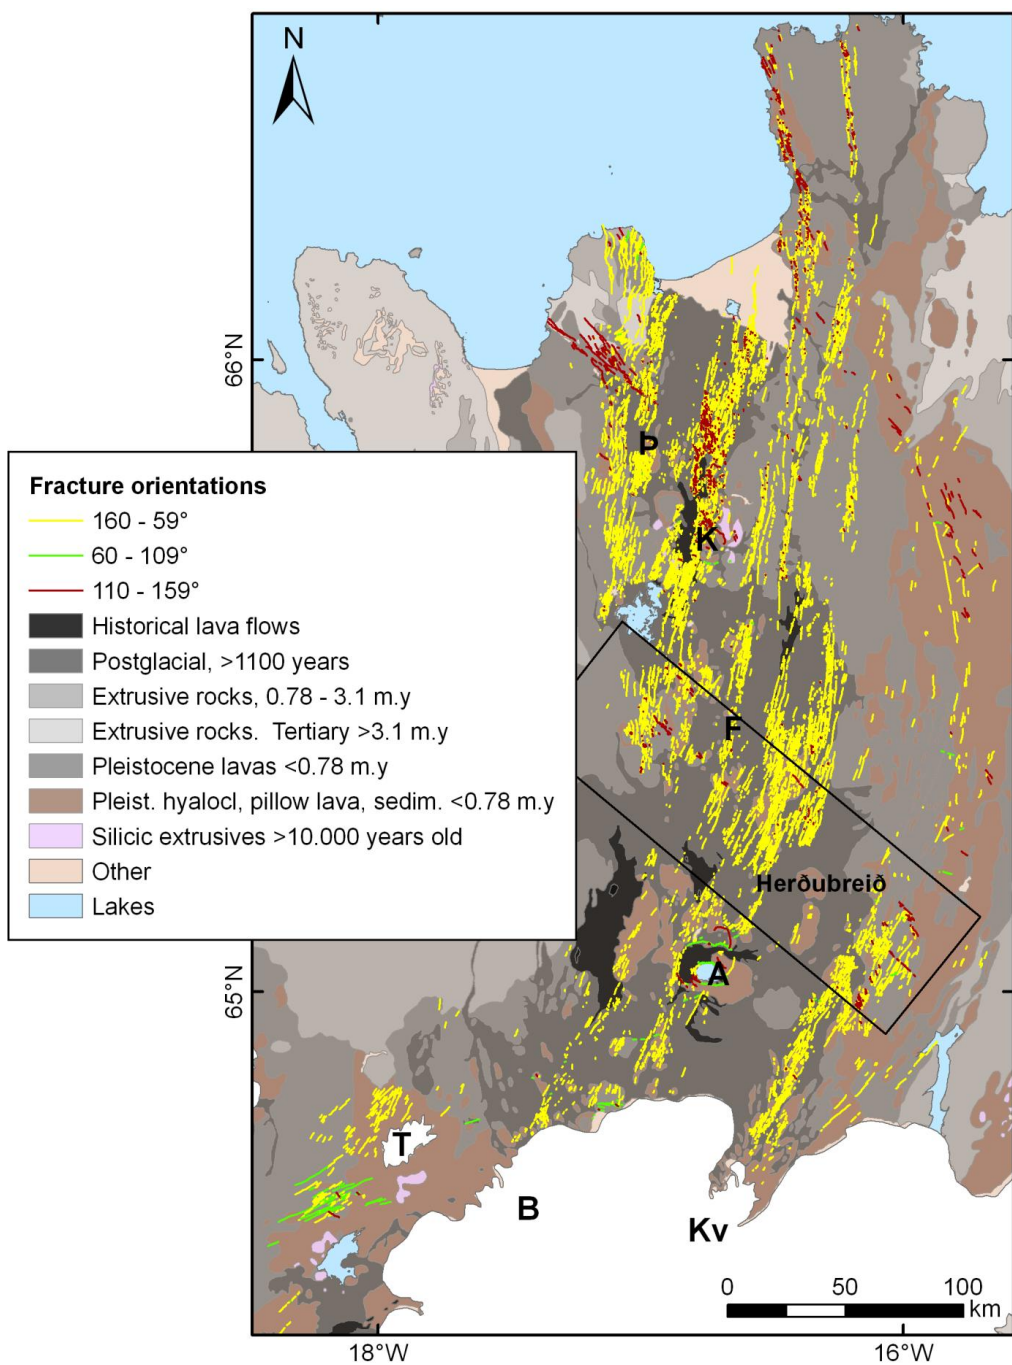 N
66°N
Fracture orientations
160 - 59°
60 - 109°
110 - 159°
Historical lava flows
Postglacial, >1100 years
Extrusive rocks, 0.78 - 3.1 m.y
Extrusive rocks.  Tertiary >3.1 m.y
Pleistocene lavas <0.78 m.y
Pleist. hyalocl, pillow lava, sedim. <0.78 m.y
Silicic extrusives >10.000 years old
Other
Lakes
Þ
K
F
Herðubreið
A
65°N
T
B
Kv
0 50 100
km
18°W 16°W